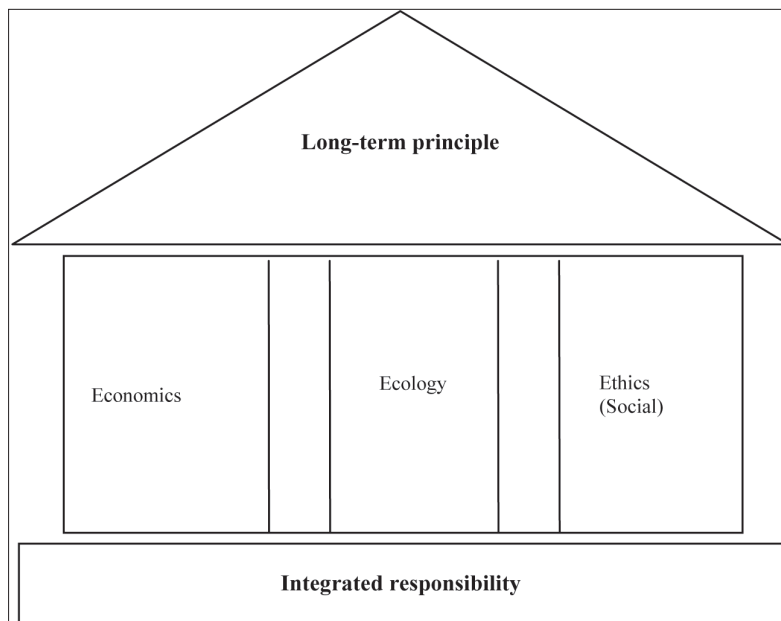 Long-term principle
Economics
Ecology
Ethics
(Social)
Integrated responsibility